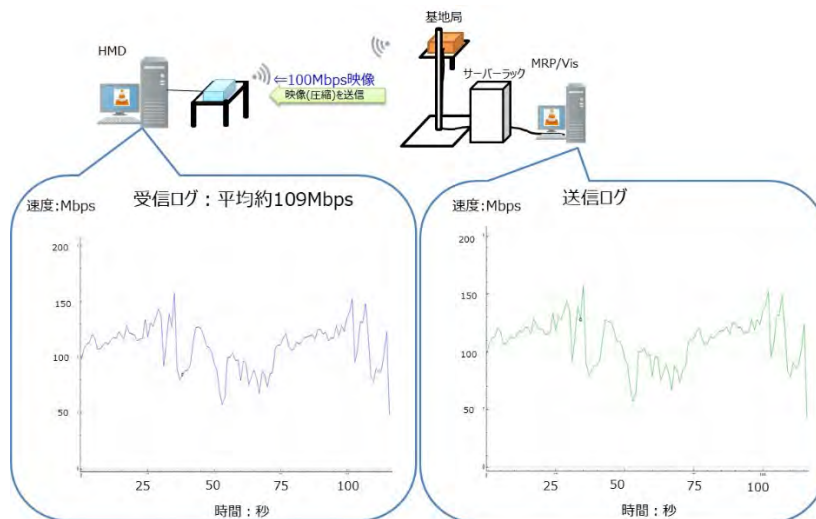 基地局
HMD
MRP/Vis
サーバーラック
⇐100Mbps映像
映像(圧縮)を送信
速度:Mbps
受信ログ：平均約109Mbps
200
150
100
50
25
50
75
100
時間：秒
速度:Mbps
送信ログ
200
150
100
50
25
50
75
100
時間：秒